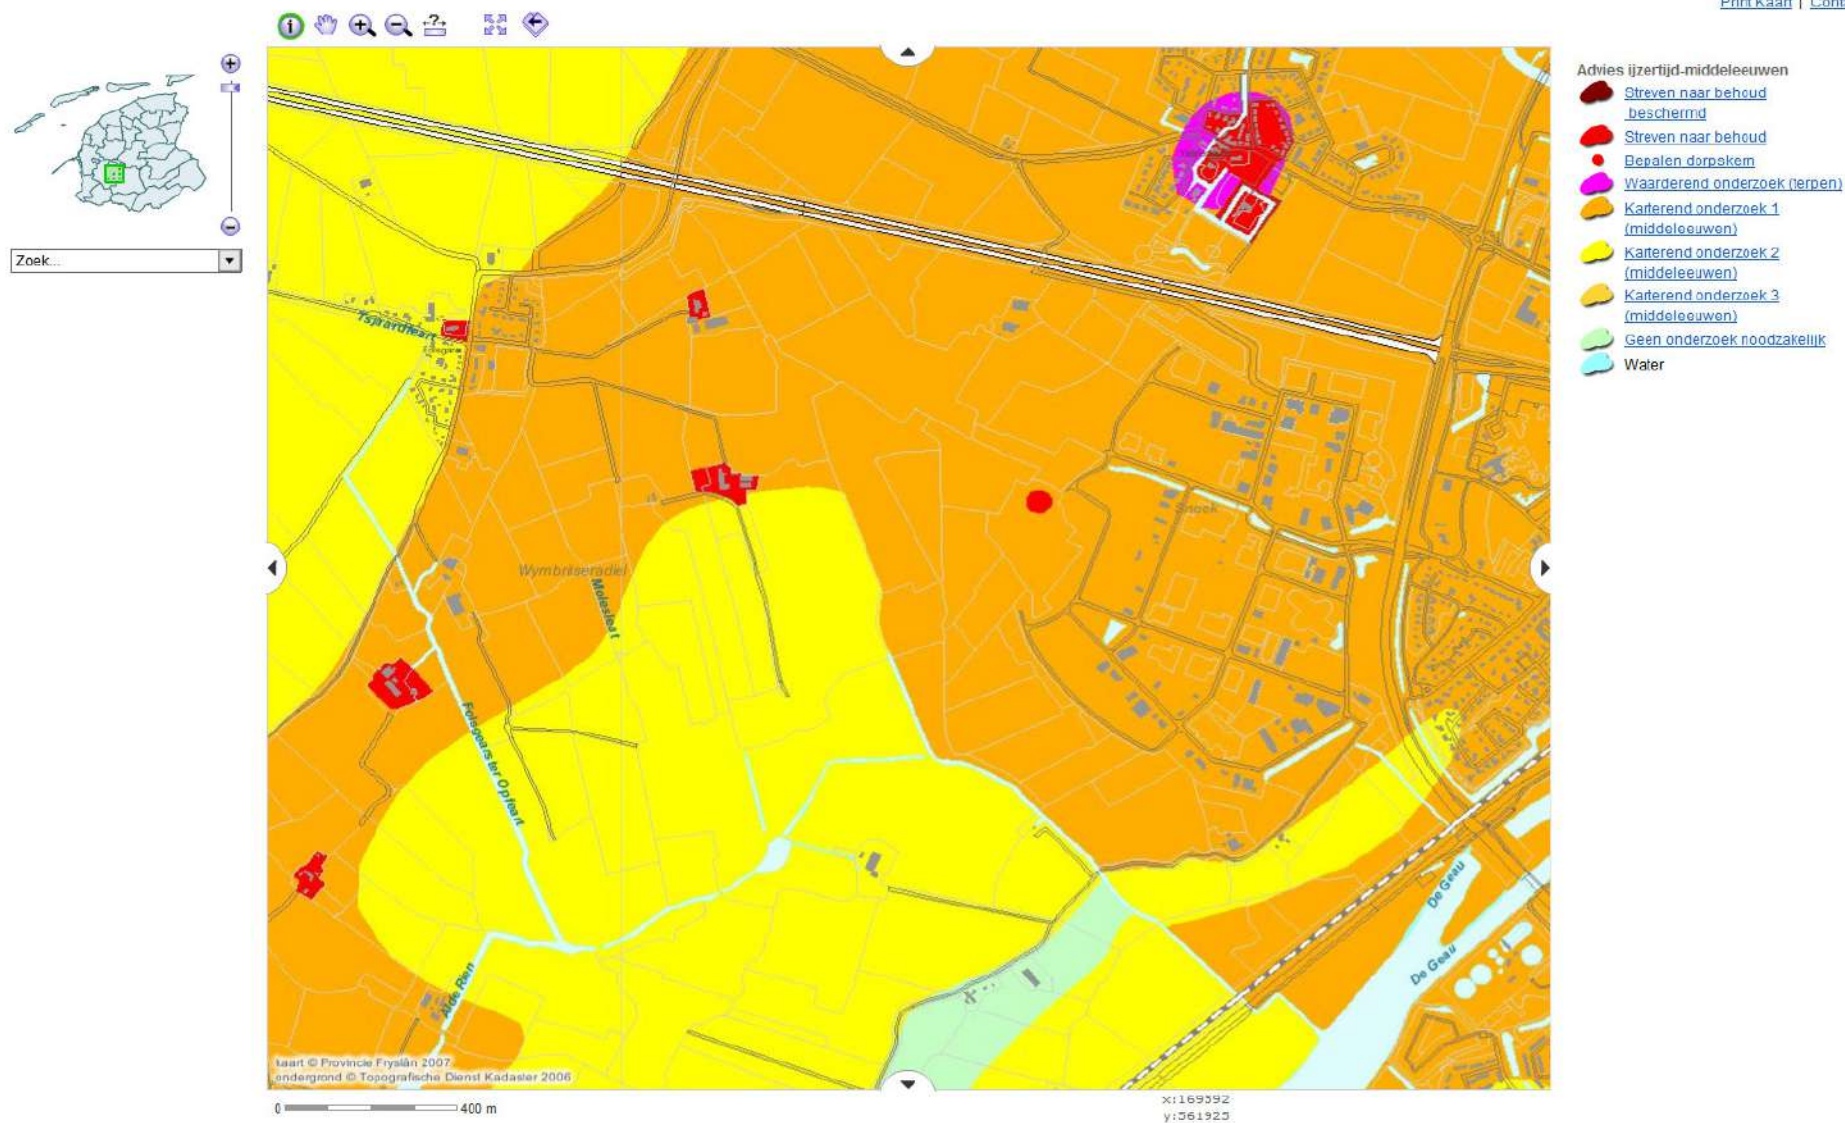 Print Kaart | Conta
Zoek...
Advies ijzertijd-middeleeuwen
Streven naar behoud
beschermd
Streven naar behoud
Bepalen dorpskern
Waarderend onderzoek (terpen)
Karterend onderzoek 1
(middeleeuwen)
Karterend onderzoek 2
(middeleeuwen)
Karterend onderzoek 3
(middeleeuwen)
Geen onderzoek noodzakelijk
Water
Sneek
Wymbritseradiel
Molesleat
Folsgearster Opfeart
Alde Rien
De Geau
De Geau
kaart © Provincie Fryslân 2007
ondergrond © Topografische Dienst Kadaster 2006
0 400 m
x:169592
y:561925